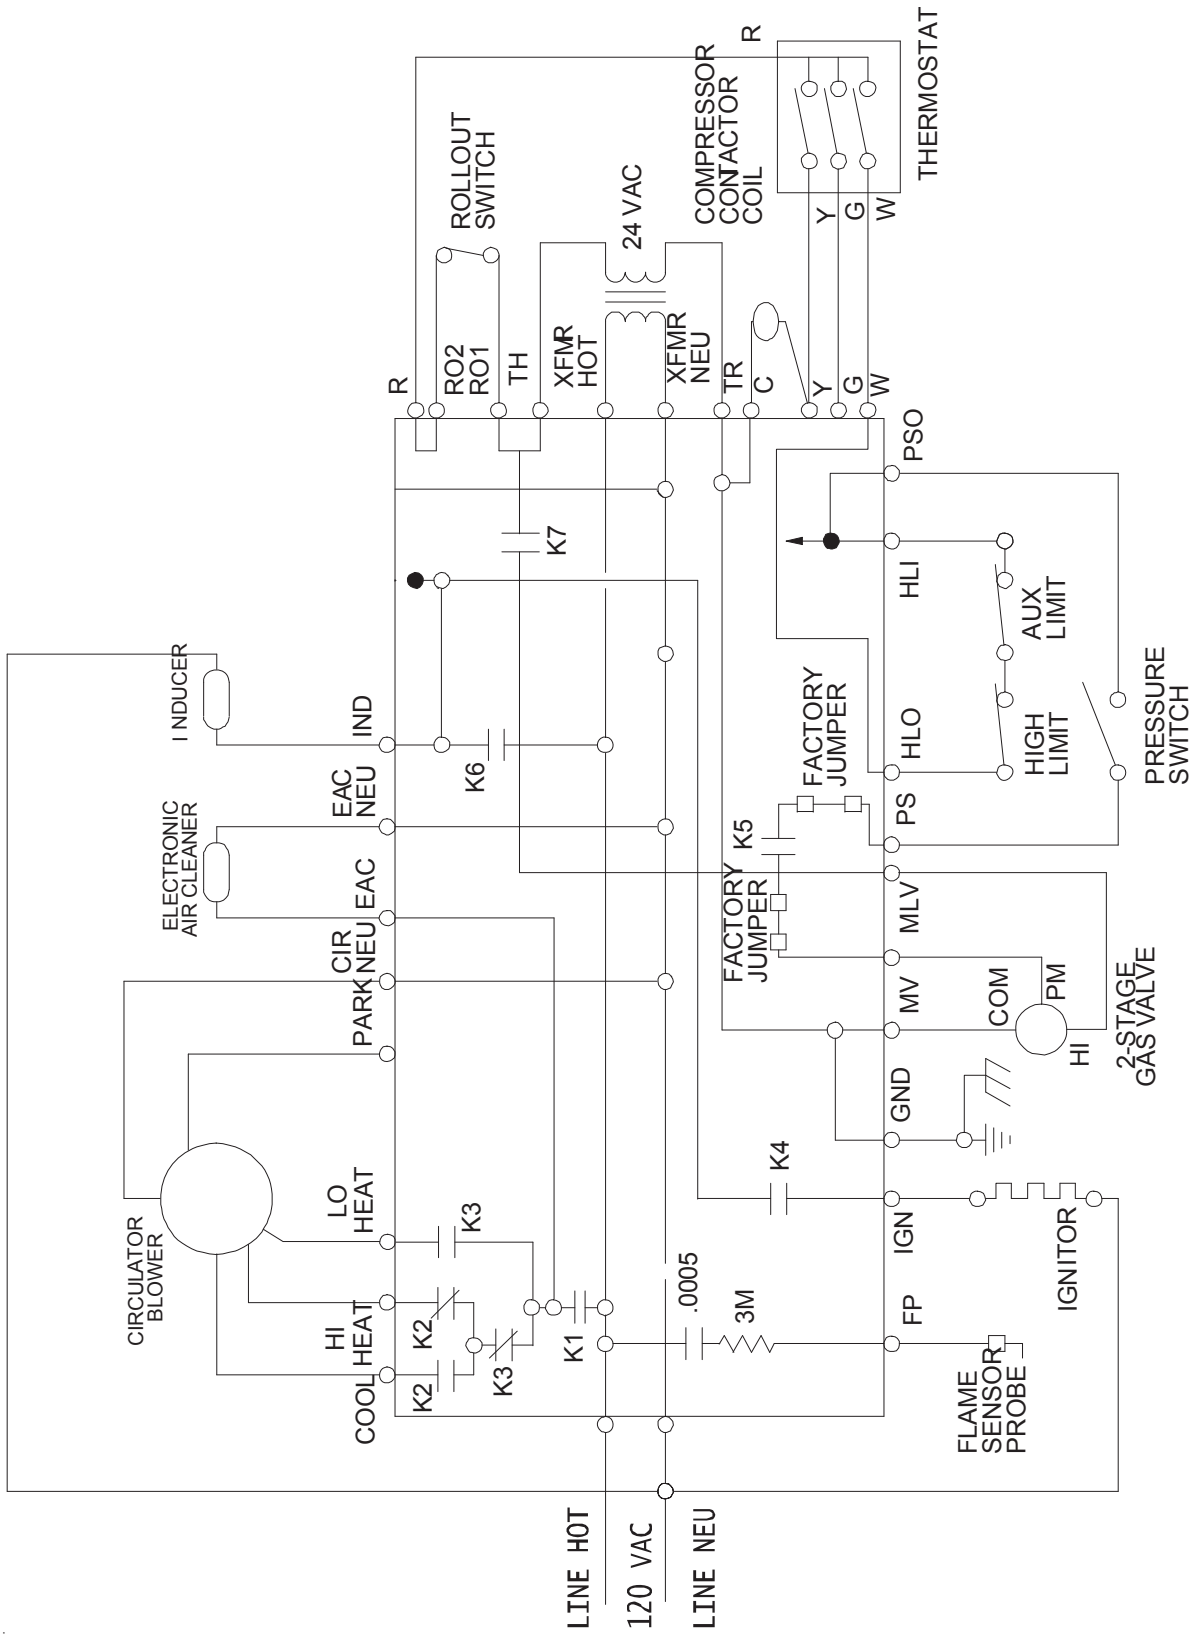 LINE HOT
120 VAC
LINE NEU
CIRCULATOR
BLOWER
COOL
HI
HEAT
LO
HEAT
PARK
CIR
NEU
EAC
EAC
NEU
IND
ELECTRONIC
AIR CLEANER
I NDUCER
K2
K2
K3
K3
K1
K6
K7
.0005
3M
K4
K5
FACTORY
JUMPER
FACTORY
JUMPER
R
RO2
RO1
TH
XFMR
HOT
XFMR
NEU
TR
C
Y
G
W
ROLLOUT
SWITCH
24 VAC
COMPRESSOR
CONTACTOR
COIL
R
Y
G
W
THERMOSTAT
FP
IGN
GND
MV
MLV
PS
HLO
HLI
PSO
FLAME
SENSOR
PROBE
IGNITOR
COM
PM
HI
2-STAGE
GAS VALVE
HIGH
LIMIT
AUX
LIMIT
PRESSURE
SWITCH